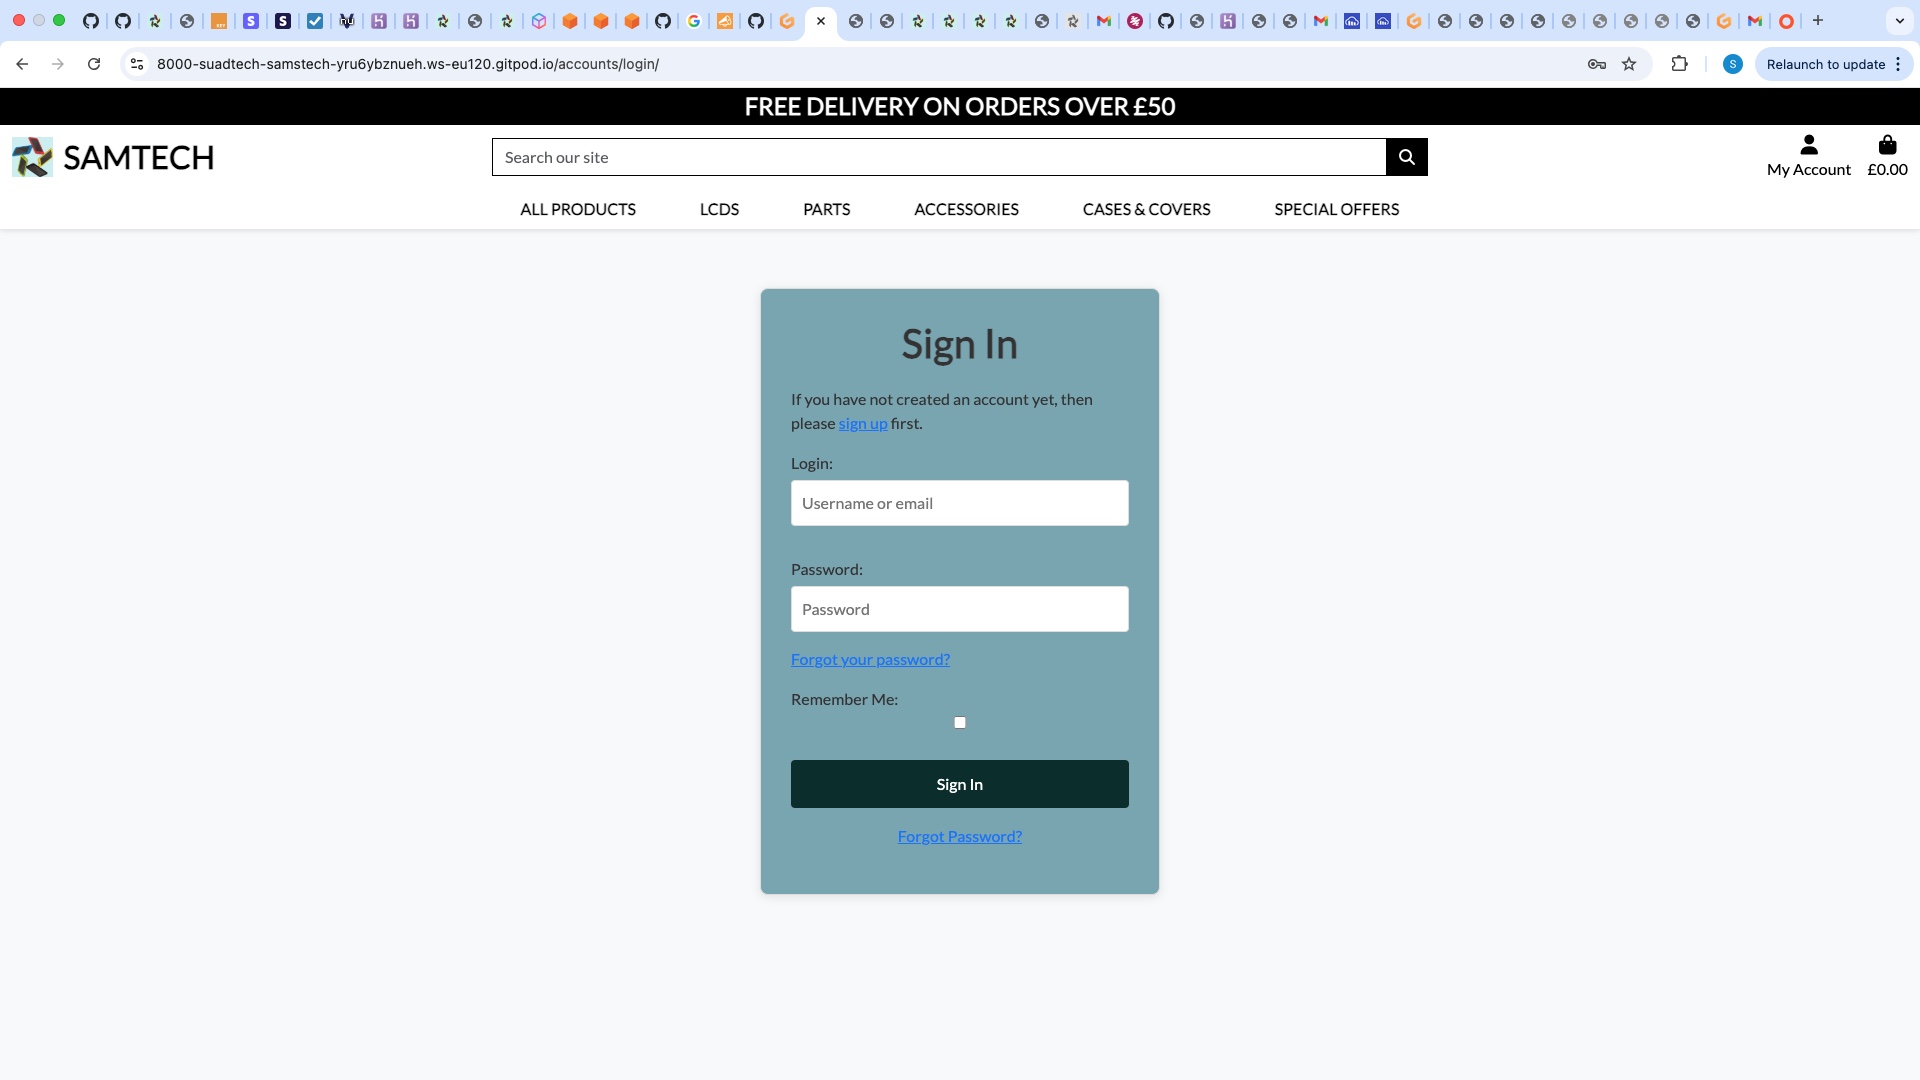 8000-suadtech-samstech-yru6ybznueh.ws-eu120.gitpod.io/accounts/login/
S
Relaunch to update
FREE DELIVERY ON ORDERS OVER £50
SAMTECH
Search our site
My Account
£0.00
ALL PRODUCTS
LCDS
PARTS
ACCESSORIES
CASES & COVERS
SPECIAL OFFERS
Sign In
If you have not created an account yet, then
please sign up first.
Login:
Username or email
Password:
Password
Forgot your password?
Remember Me:
Sign In
Forgot Password?